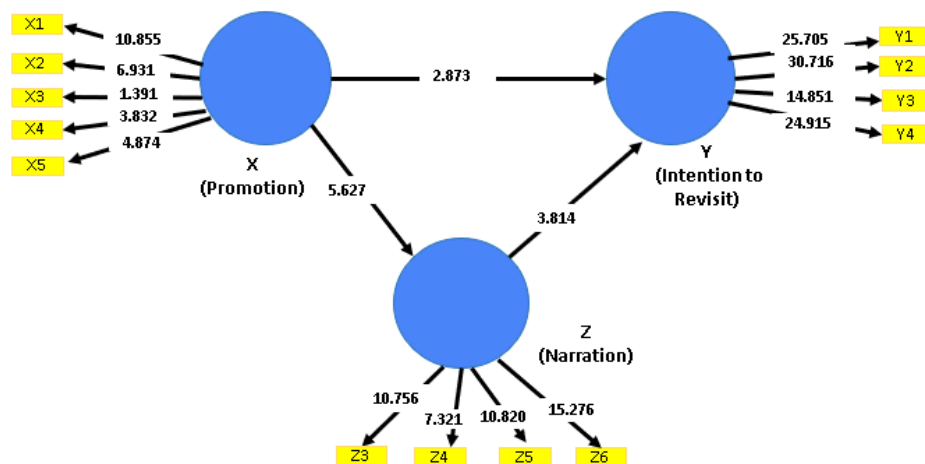 X1
10.855
X2
6.931
X3
1.391
X4
3.832
X5
4.874
X
(Promotion)
2.873
5.627
3.814
25.705
Y1
30.716
Y2
14.851
Y3
24.915
Y4
Y
(Intention to
Revisit)
Z
(Narration)
10.756
7.321
10.820
15.276
Z3
Z4
Z5
Z6